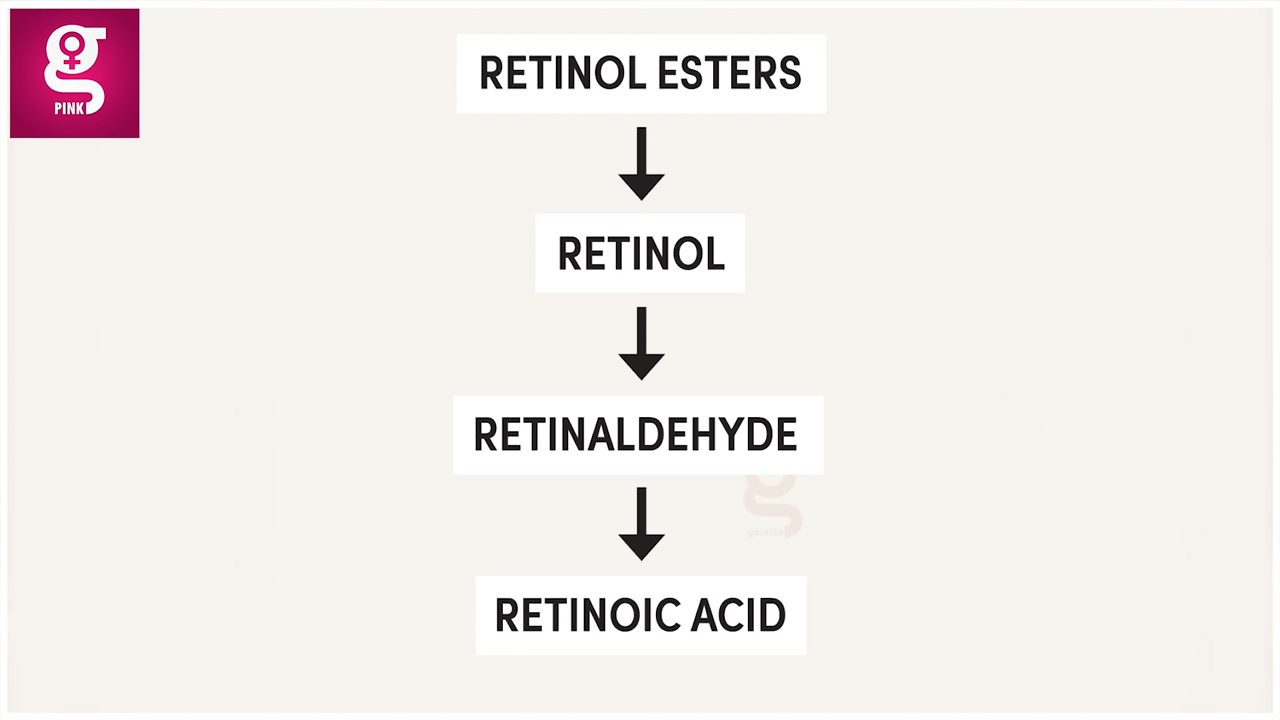 PINK
RETINOL ESTERS
RETINOL
RETINALDEHYDE
RETINOIC ACID